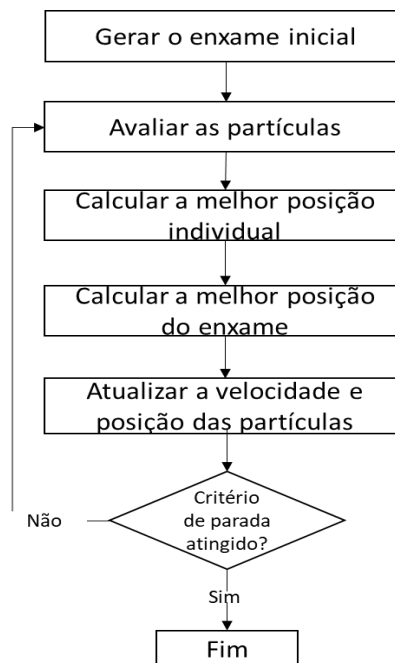 Gerar o enxame inicial
Avaliar as partículas
Calcular a melhor posição
individual
Calcular a melhor posição
do enxame
Atualizar a velocidade e
posição das partículas
Critério
de parada
atingido?
Não
Sim
Fim